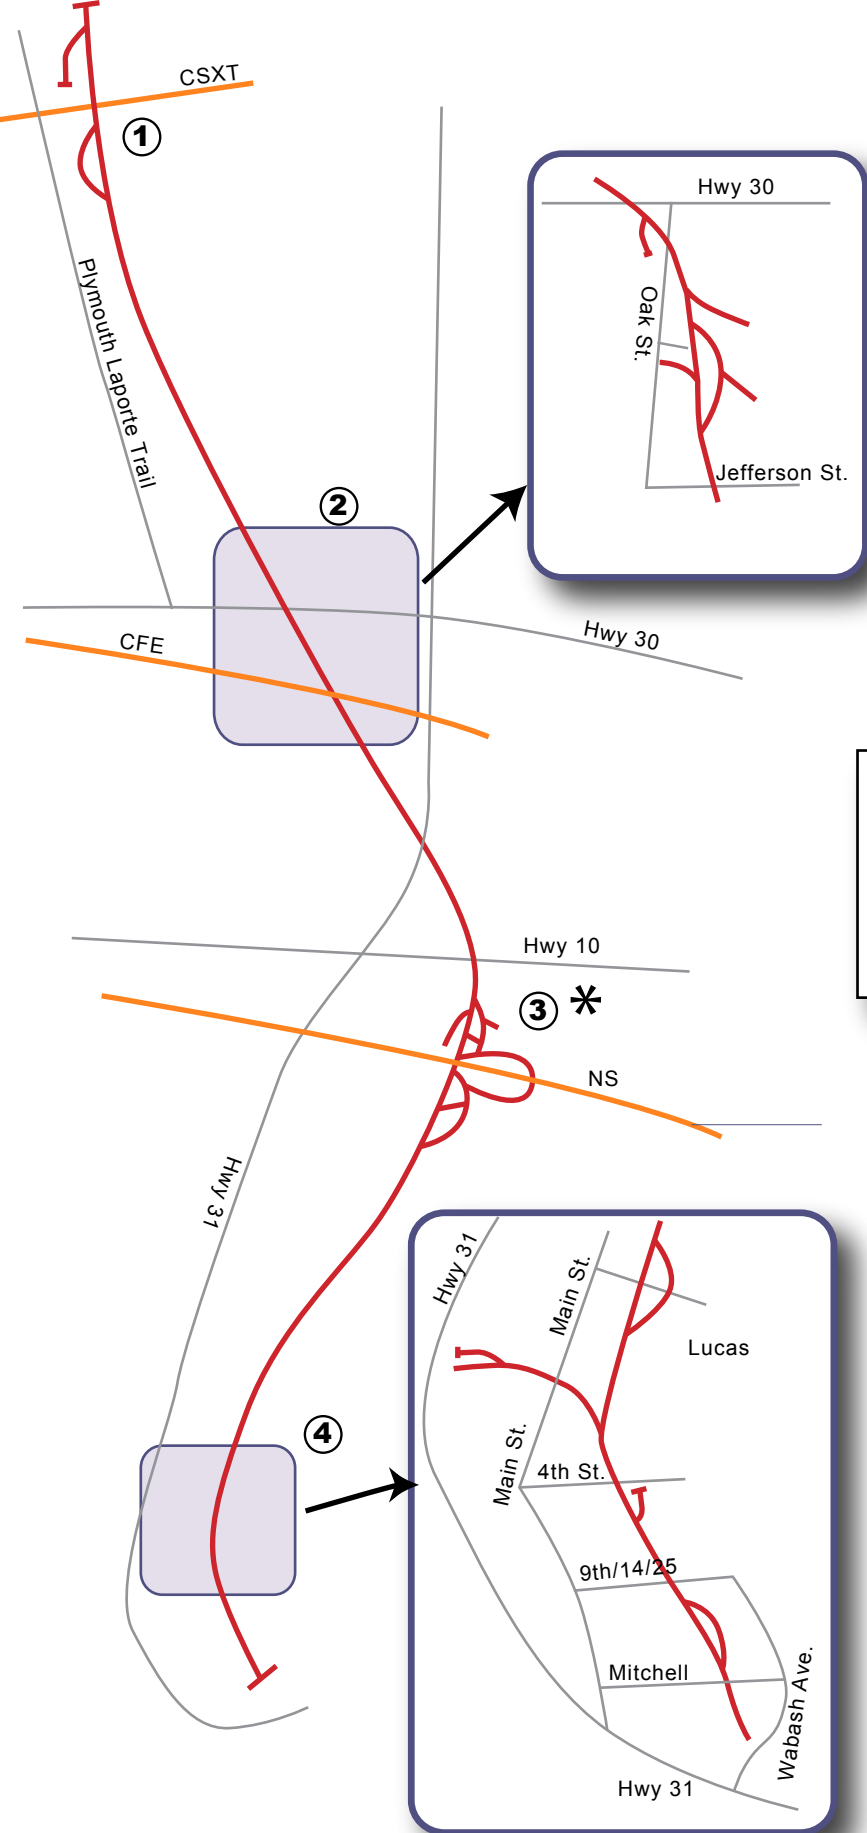 CSXT
1
Hwy 30
Plymouth Laporte Trail
Oak St.
Jefferson St.
2
Hwy 30
CFE
Hwy 10
3 *
NS
Hwy 31
Hwy 31
Main St.
Lucas
4
Main St.
4th St.
9th/14/25
Mitchell
Wabash Ave.
Hwy 31